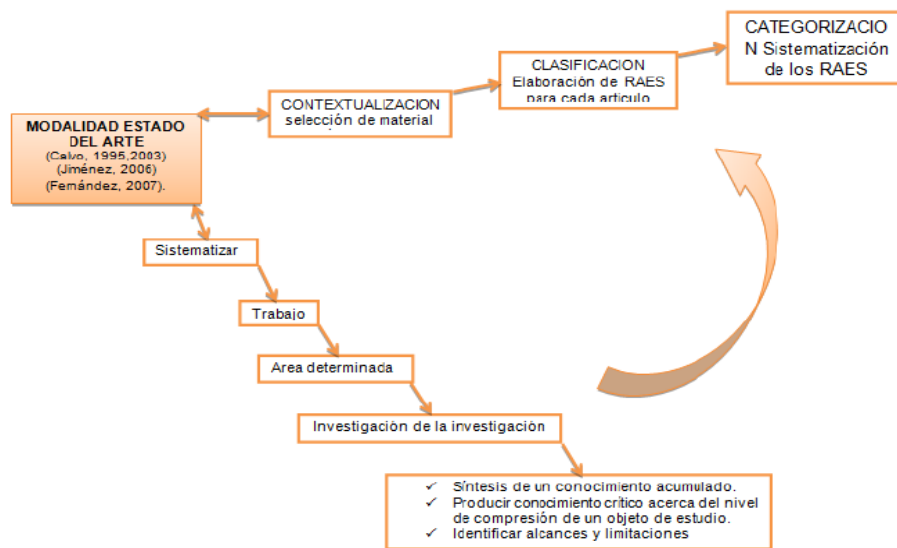 CATEGORIZACIO
N Sistematización
de los RAES
CLASIFICACION
Elaboración de RAES
para cada articulo
CONTEXTUALIZACION
selección de material
MODALIDAD ESTADO
DEL ARTE
(Calvo, 1995,2003)
(Jiménez, 2006)
(Fernández, 2007).
Sistematizar
Trabajo
Area determinada
Investigación de la investigación
✓ Síntesis de un conocimiento acumulado.
✓ Producir conocimiento crítico acerca del nivel
de compresión de un objeto de estudio.
✓ Identificar alcances y limitaciones